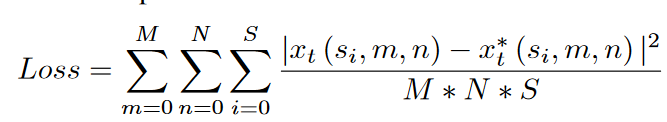 Loss = \sum_{m=0}^{M} \sum_{n=0}^{N} \sum_{i=0}^{S} \frac{|x_t (s_i, m, n) - x_t^* (s_i, m, n)|^2}{M * N * S}